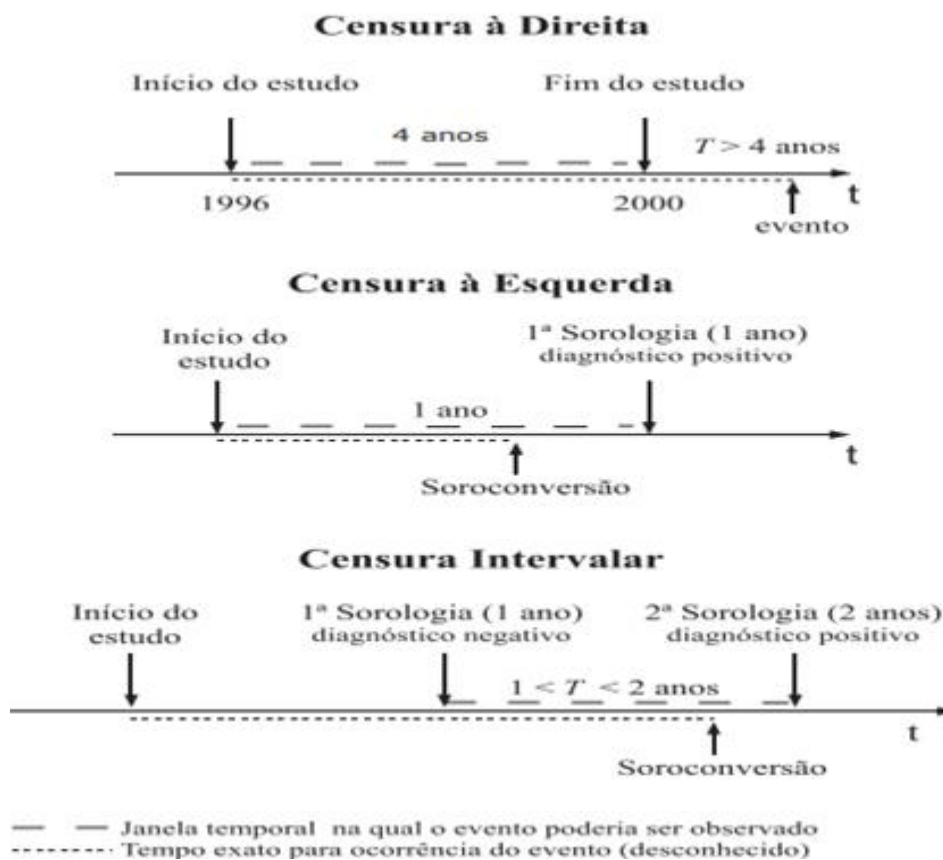 Censura à Direita
Início do estudo Fim do estudo
4 anos
T > 4 anos
1996 2000 t
evento
Censura à Esquerda
Início do estudo
1ª Sorologia (1 ano)
diagnóstico positivo
1 ano
t
Soroconversão
Censura Intervalar
Início do estudo
1ª Sorologia (1 ano)
diagnóstico negativo
2ª Sorologia (2 anos)
diagnóstico positivo
1 < T < 2 anos
t
Soroconversão
Janela temporal na qual o evento poderia ser observado
Tempo exato para ocorrência do evento (desconhecido)